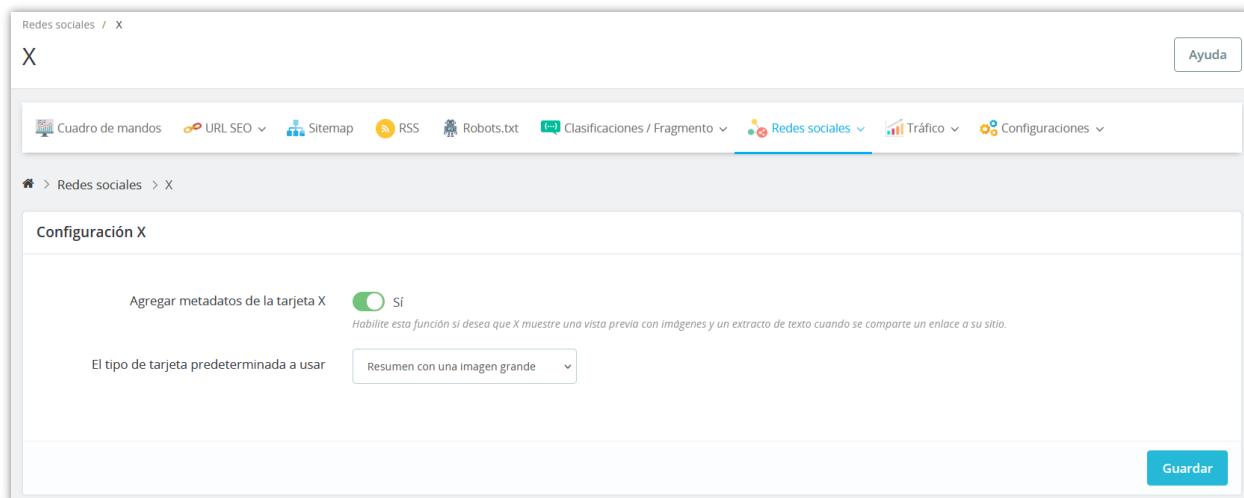 Redes sociales / X
X
Ayuda
Cuadro de mandos URL SEO Sitemap RSS Robots.txt Clasificaciones / Fragmento Redes sociales Tráfico Configuraciones
> Redes sociales > X
Configuración X
Agregar metadatos de la tarjeta X Sí
Habilite esta función si desea que X muestre una vista previa con imágenes y un extracto de texto cuando se comparte un enlace a su sitio.
El tipo de tarjeta predeterminada a usar Resumen con una imagen grande
Guardar